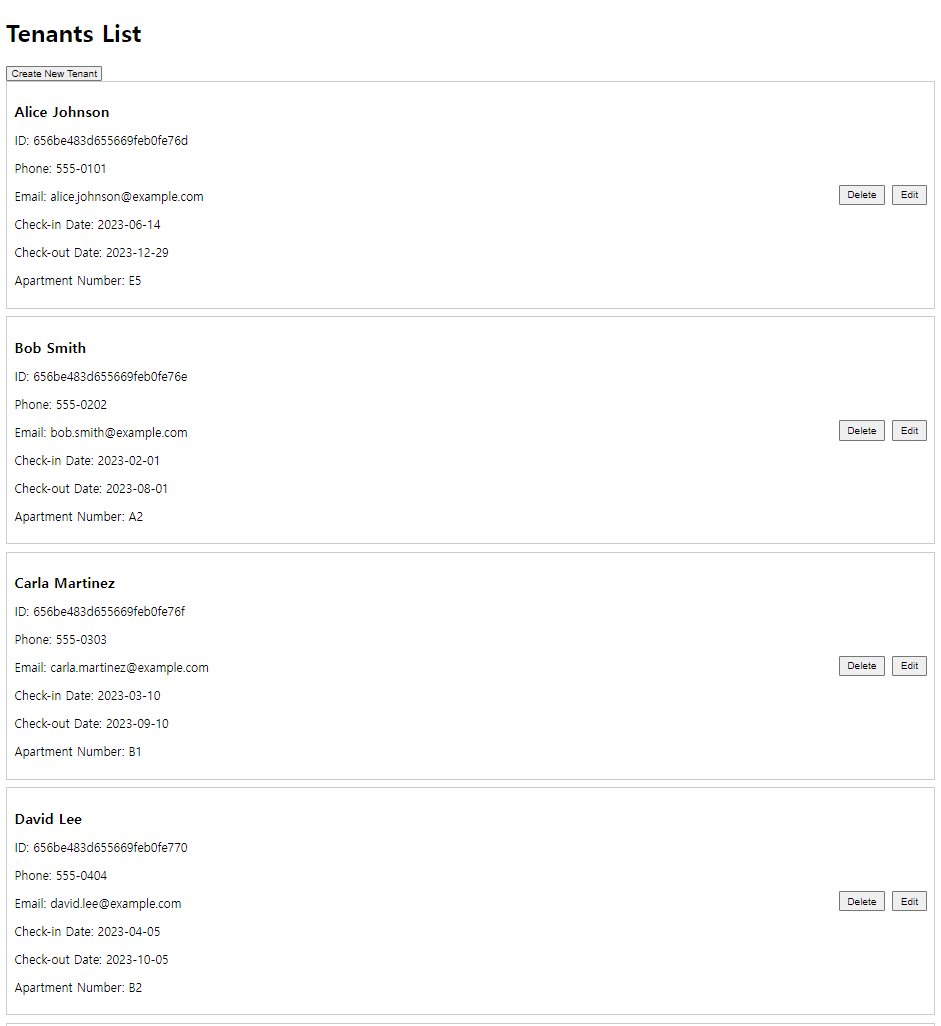 Tenants List
Create New Tenant
Alice Johnson
ID: 656be483d655669feb0fe76d
Phone: 555-0101
Email: alice.johnson@example.com
Delete Edit
Check-in Date: 2023-06-14
Check-out Date: 2023-12-29
Apartment Number: E5
Bob Smith
ID: 656be483d655669feb0fe76e
Phone: 555-0202
Email: bob.smith@example.com
Delete Edit
Check-in Date: 2023-02-01
Check-out Date: 2023-08-01
Apartment Number: A2
Carla Martinez
ID: 656be483d655669feb0fe76f
Phone: 555-0303
Email: carla.martinez@example.com
Delete Edit
Check-in Date: 2023-03-10
Check-out Date: 2023-09-10
Apartment Number: B1
David Lee
ID: 656be483d655669feb0fe770
Phone: 555-0404
Email: david.lee@example.com
Delete Edit
Check-in Date: 2023-04-05
Check-out Date: 2023-10-05
Apartment Number: B2